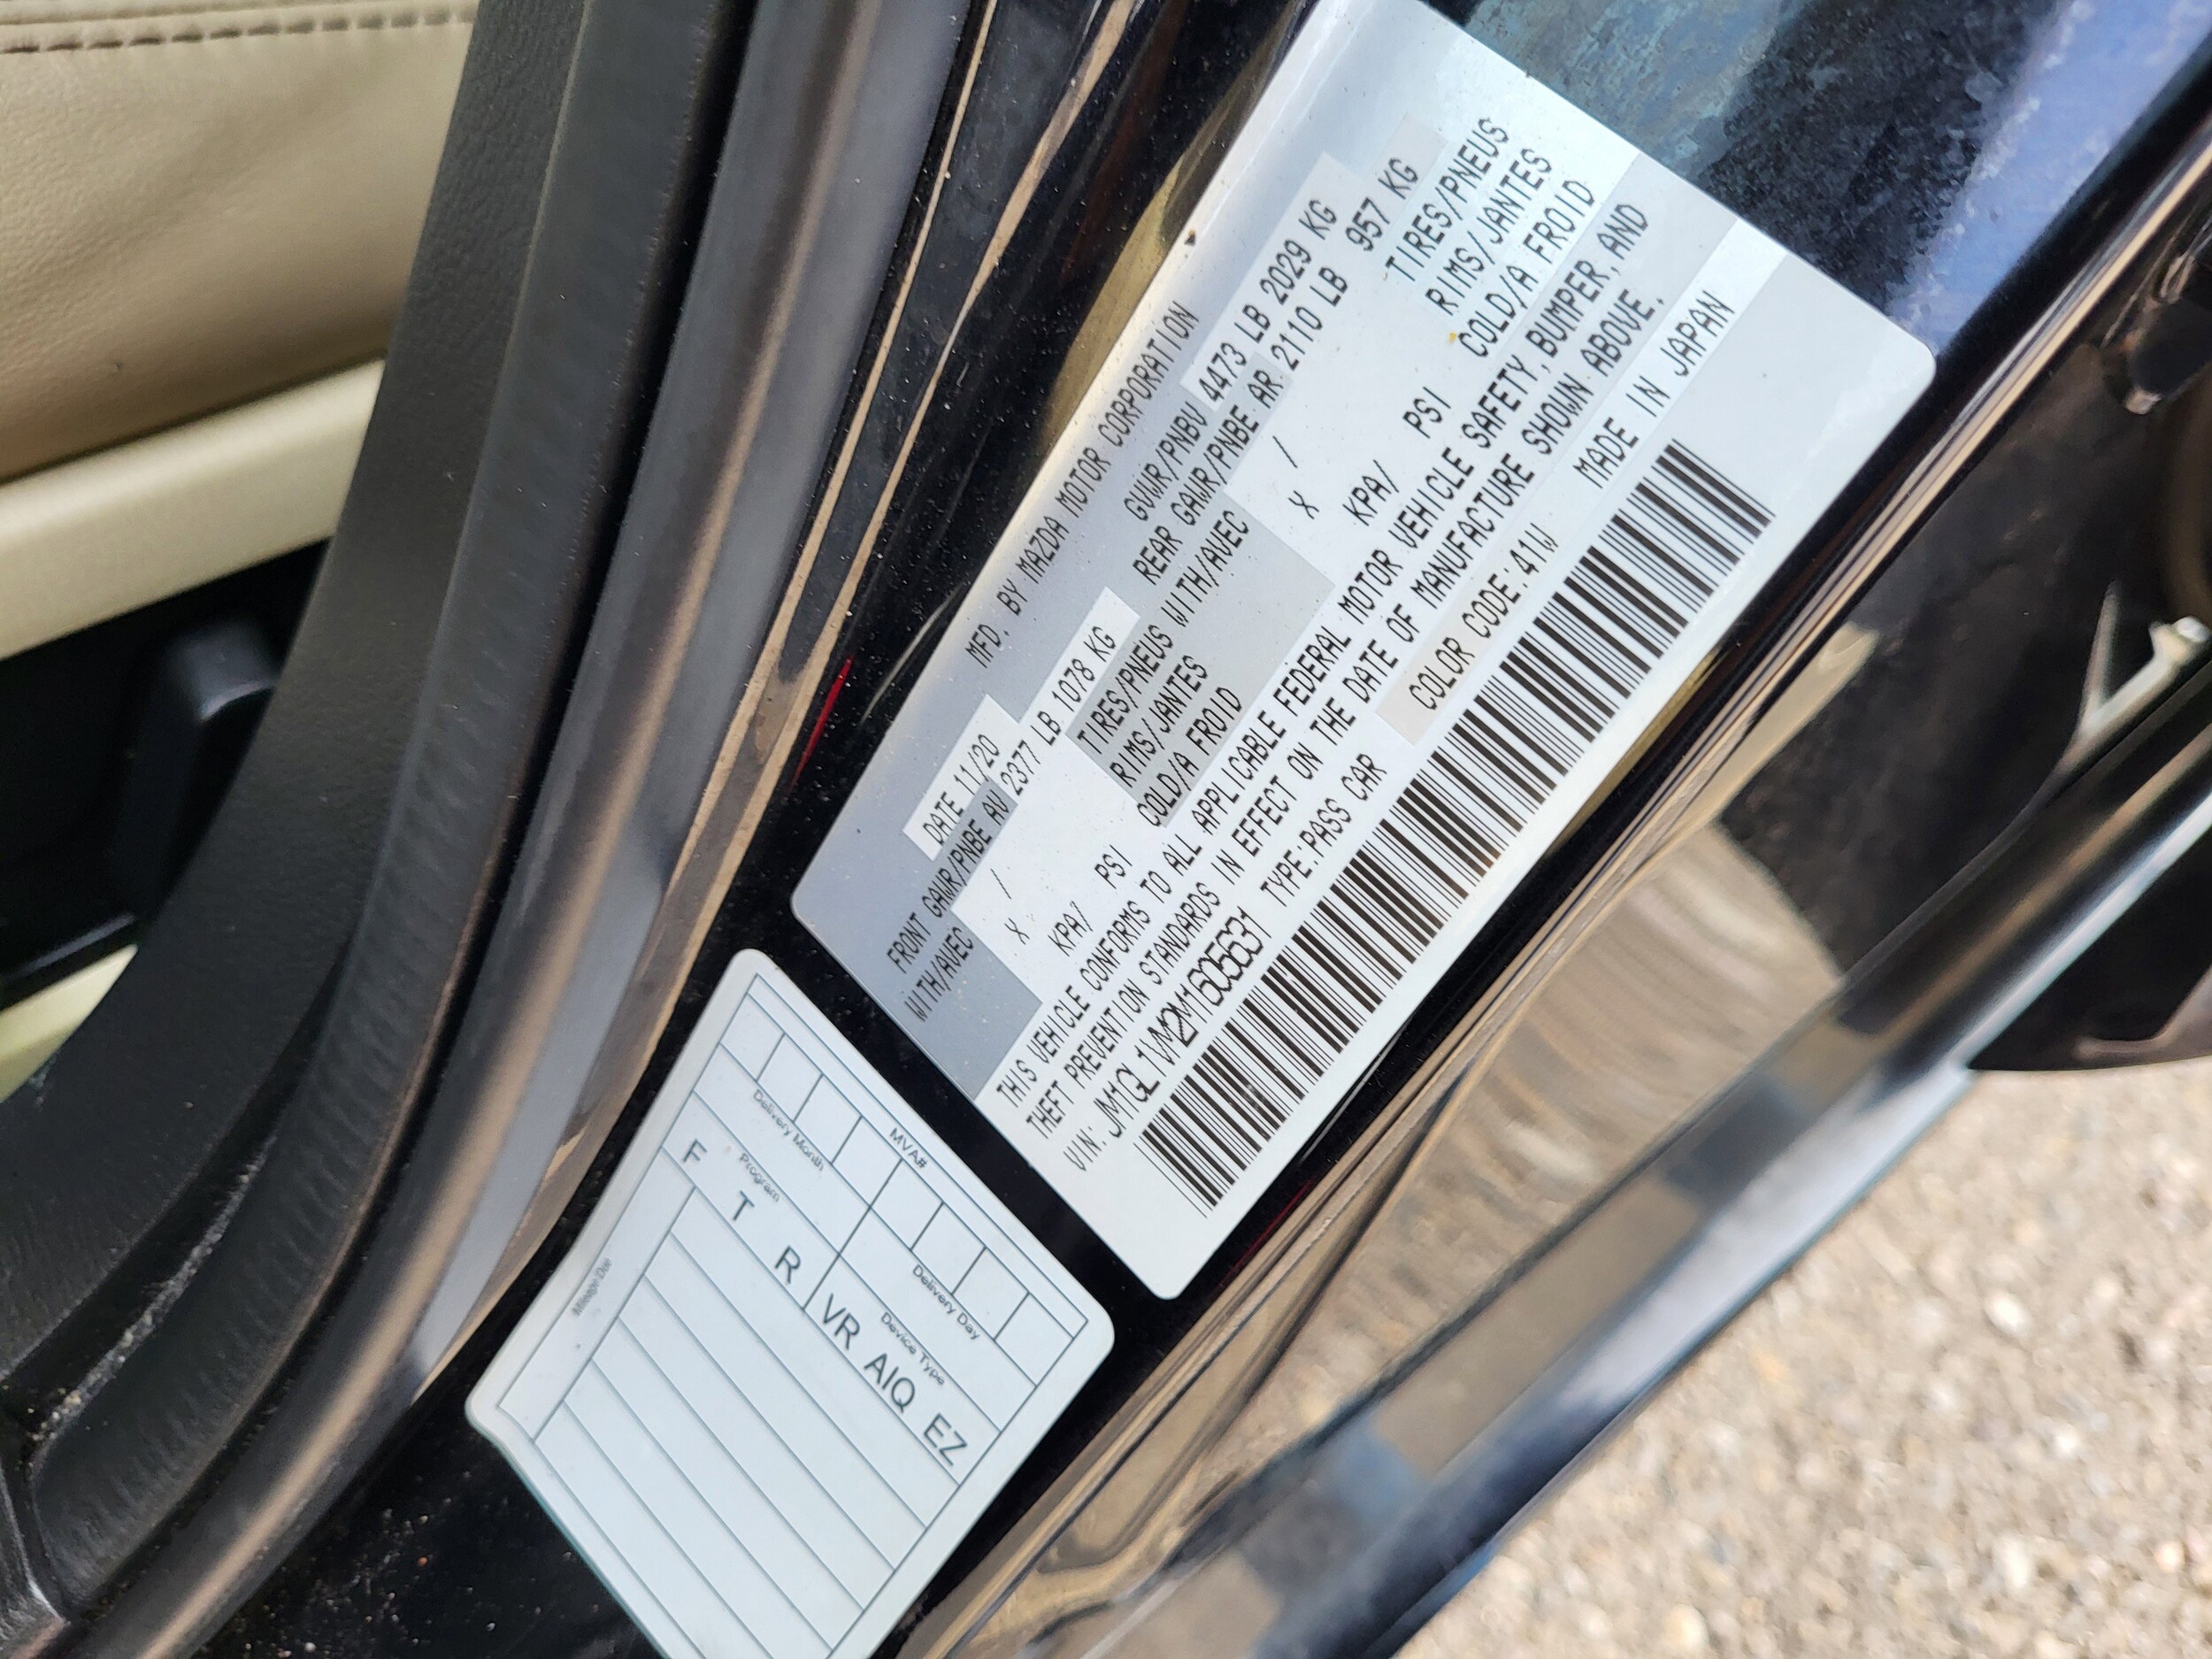 MFD. BY MAZDA MOTOR CORPORATION
DATE 11/20 GVWR/PNBV 4473 LB 2029 KG
FRONT GAWR/PNBE AV 2377 LB 1078 KG REAR GAWR/PNBE AR 2110 LB 957 KG
WITH/AVEC / TIRES/PNEUS WITH/AVEC / TIRES/PNEUS
X RIMS/JANTES X RIMS/JANTES
KPA/ PSI COLD/A FROID KPA/ PSI COLD/A FROID
THIS VEHICLE CONFORMS TO ALL APPLICABLE FEDERAL MOTOR VEHICLE SAFETY, BUMPER, AND
THEFT PREVENTION STANDARDS IN EFFECT ON THE DATE OF MANUFACTURE SHOWN ABOVE.
VIN: JM1GL1VM2M1605631 TYPE:PASS CAR COLOR CODE:41W MADE IN JAPAN
MVA#
Delivery Month Delivery Day
Program Device Type
F T R VR AIQ EZ
Mileage Due